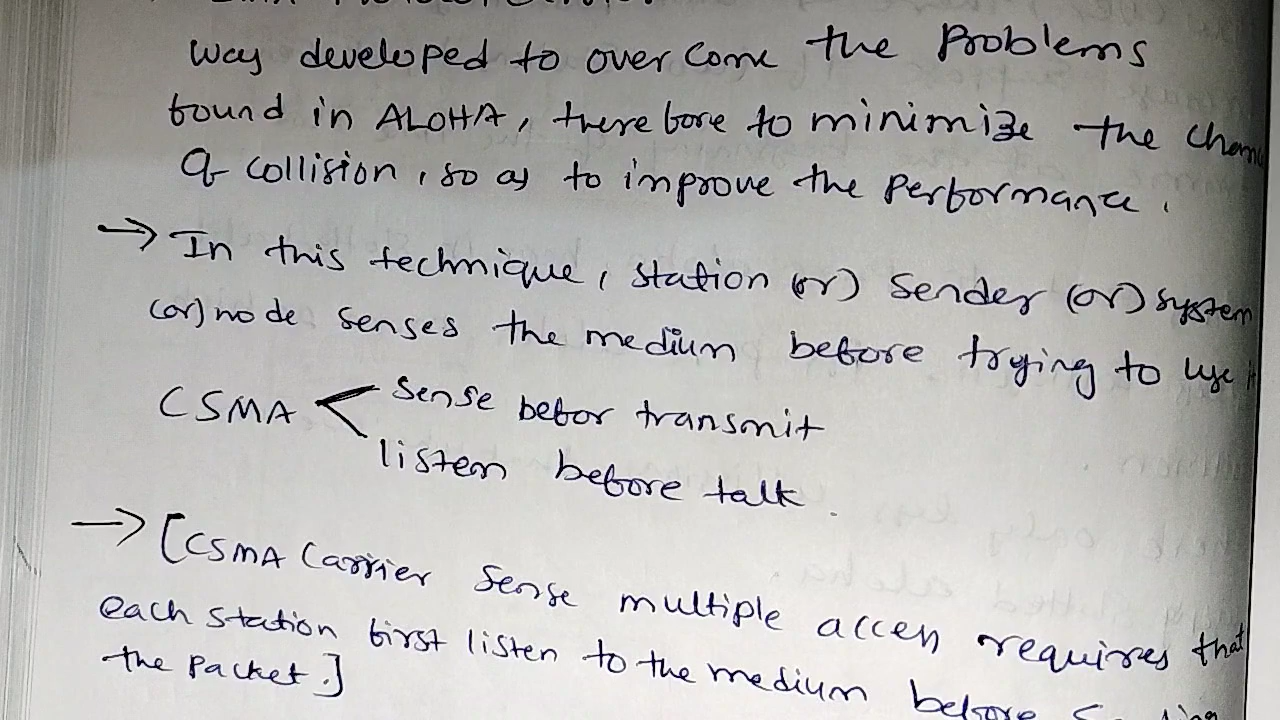 was developed to over come the Problems
found in ALOHA, therefore to minimize the
of collision, so as to improve the Performance.
→ In this technique, station (or) Sender (or) system
(or) node senses the medium before trying to use
CSMA < Sense befor transmit
listen before talk.
→ [CSMA Carrier Sense multiple access requires that
each station first listen to the medium before
the Packet.]